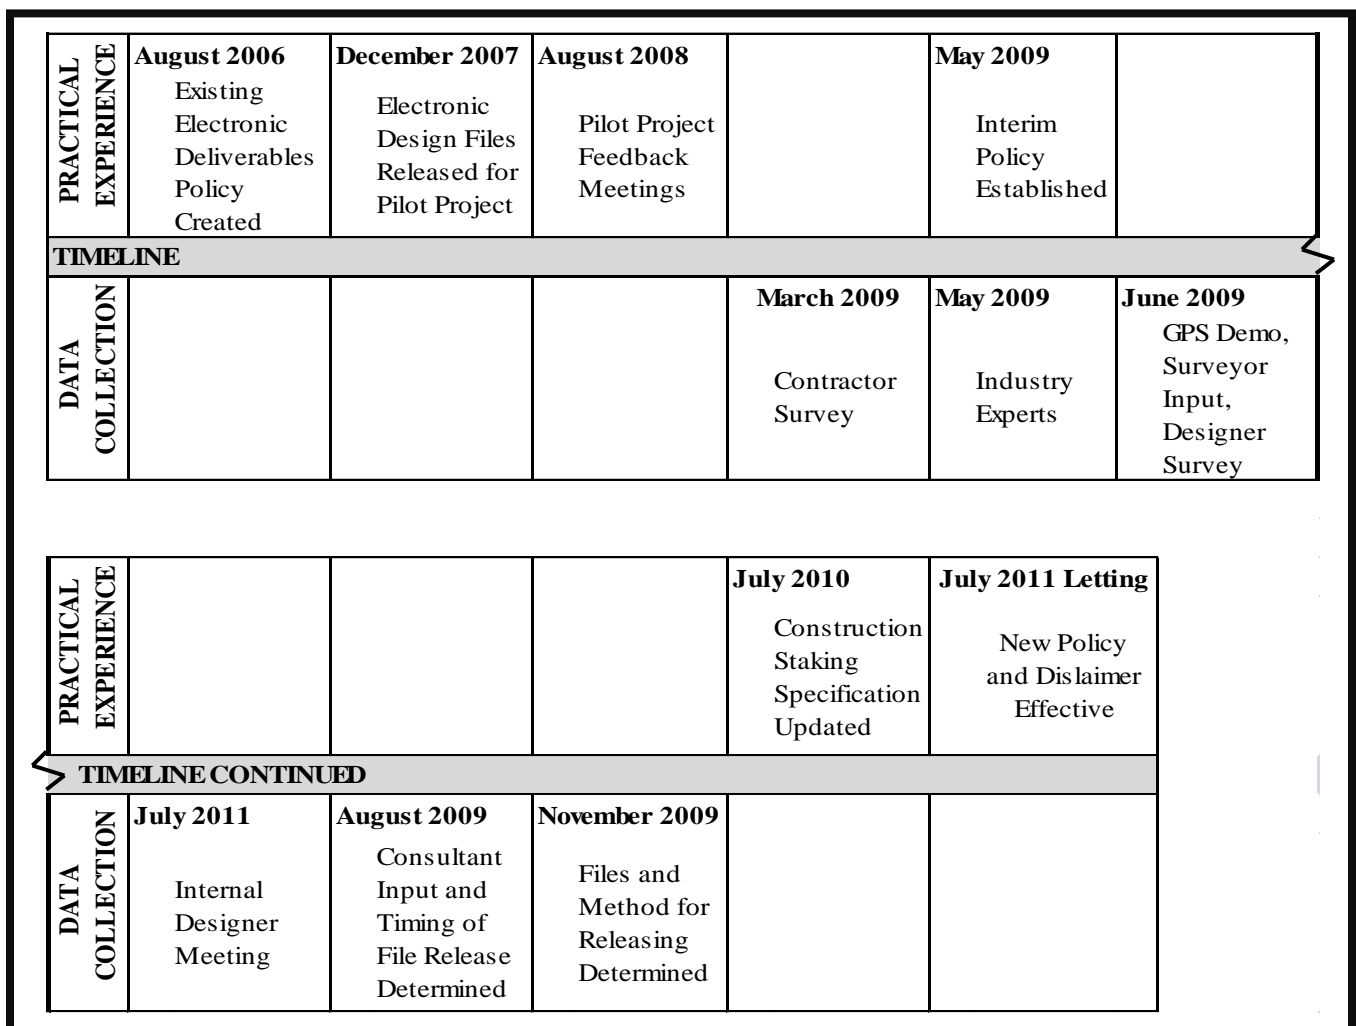 PRACTICAL
EXPERIENCE
August 2006
Existing
Electronic
Deliverables
Policy
Created
December 2007
Electronic
Design Files
Released for
Pilot Project
August 2008
Pilot Project
Feedback
Meetings
May 2009
Interim
Policy
Established
TIMELINE
DATA
COLLECTION
March 2009
Contractor
Survey
May 2009
Industry
Experts
June 2009
GPS Demo,
Surveyor
Input,
Designer
Survey
PRACTICAL
EXPERIENCE
July 2010
Construction
Staking
Specification
Updated
July 2011 Letting
New Policy
and Dislaimer
Effective
TIMELINE CONTINUED
DATA
COLLECTION
July 2011
Internal
Designer
Meeting
August 2009
Consultant
Input and
Timing of
File Release
Determined
November 2009
Files and
Method for
Releasing
Determined